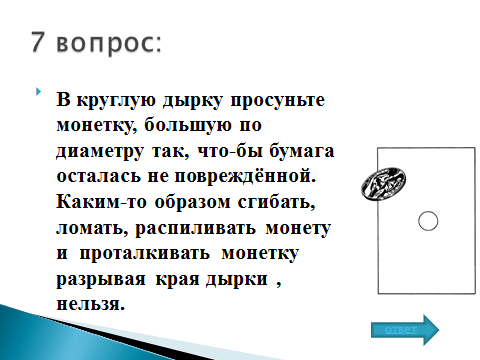 7 вопрос:
В круглую дырку просуньте
монетку, большую по
диаметру так, что-бы бумага
осталась не повреждённой.
Каким-то образом сгибать,
ломать, распиливать монету
и проталкивать монетку
разрывая края дырки ,
нельзя.
ответ